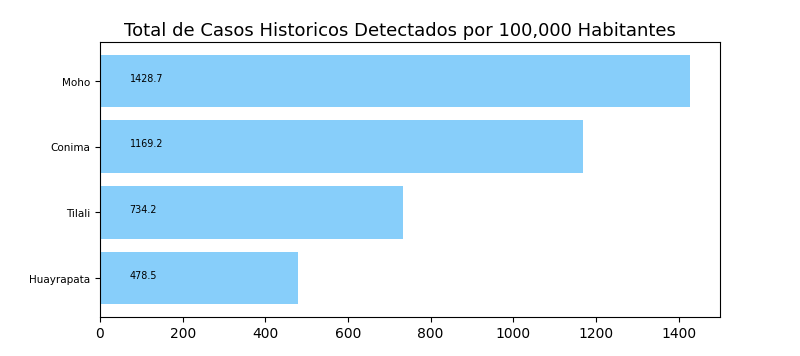 Total de Casos Historicos Detectados por 100,000 Habitantes
Moho 1428.7
Conima 1169.2
Tilali 734.2
Huayrapata 478.5
0 200 400 600 800 1000 1200 1400